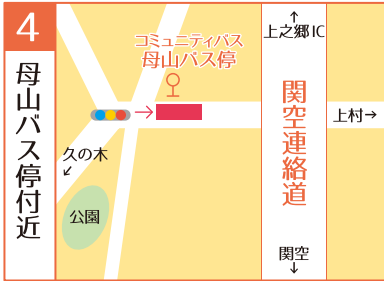 4
母山バス停付近
コミュニティバス
母山バス停
↑
上之郷IC
関空連絡道
上村→
久の木
↙
公園
関空
↓